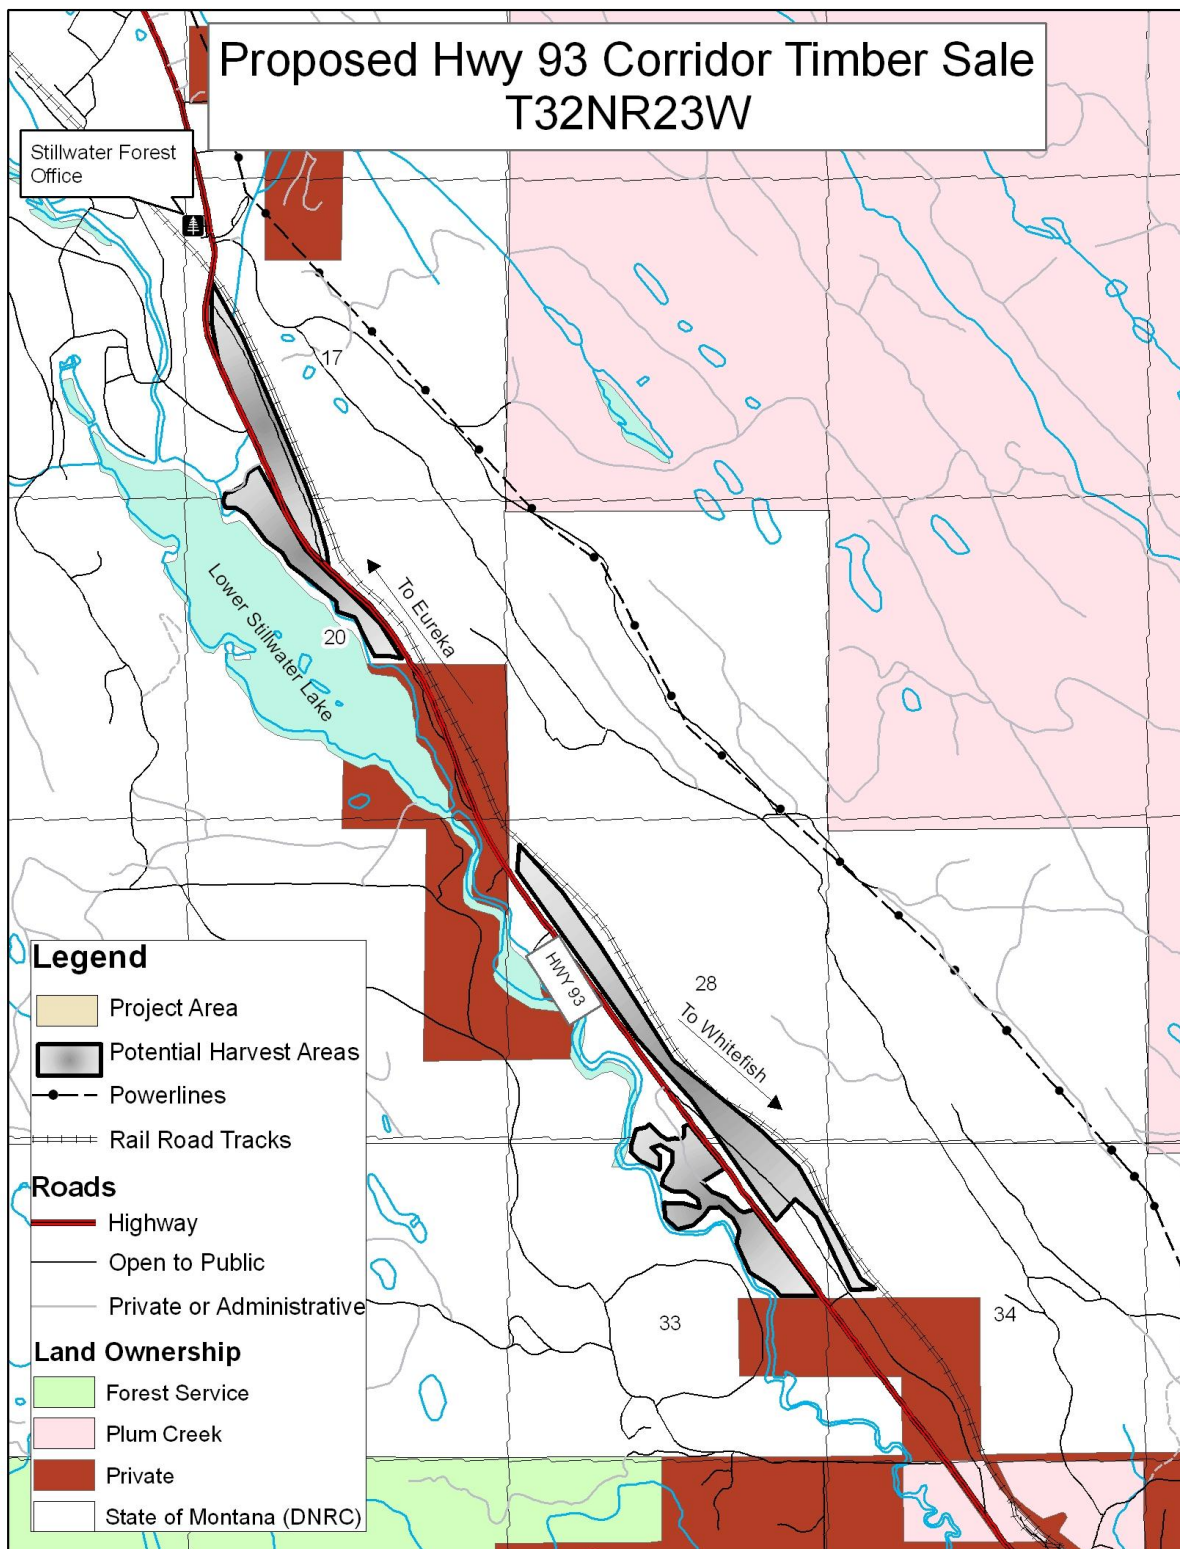 Proposed Hwy 93 Corridor Timber Sale
T32NR23W
Stillwater Forest
Office
17
To Eureka
20
Lower Stillwater Lake
HWY 93
28
To Whitefish
33
34
Legend
Project Area
Potential Harvest Areas
Powerlines
Rail Road Tracks
Roads
Highway
Open to Public
Private or Administrative
Land Ownership
Forest Service
Plum Creek
Private
State of Montana (DNRC)